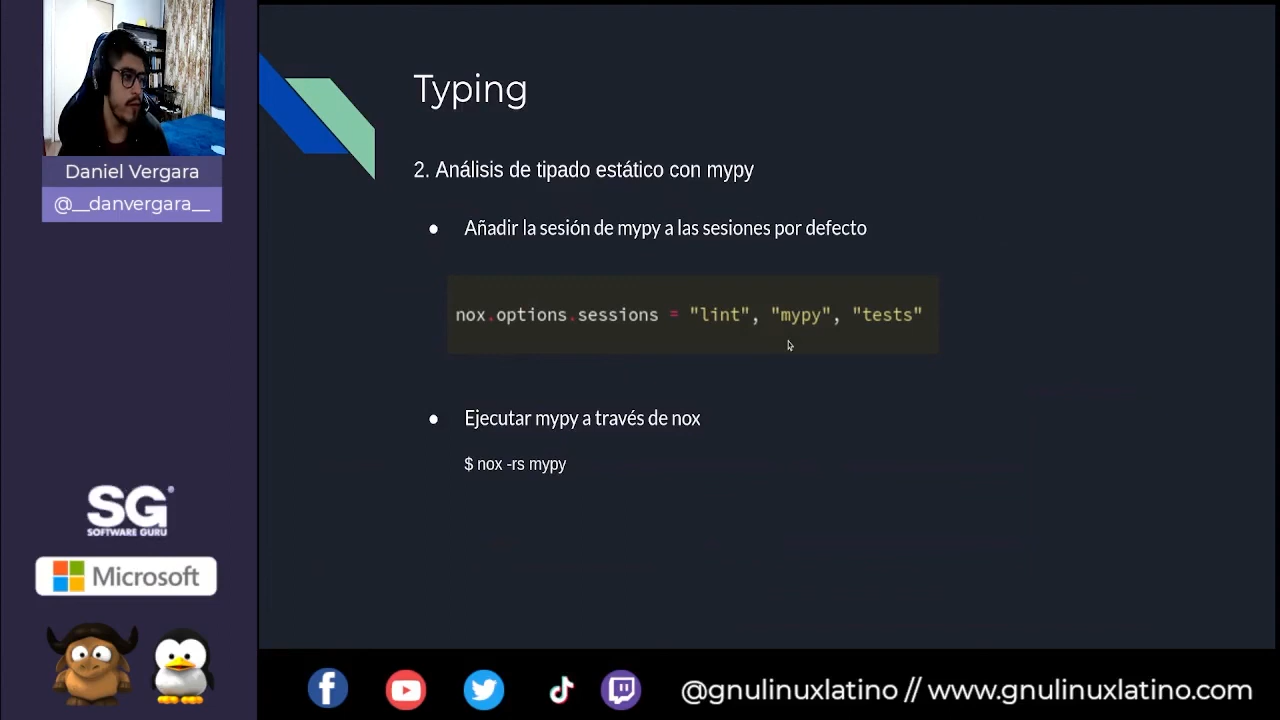 Typing
2. Análisis de tipado estático con mypy
● Añadir la sesión de mypy a las sesiones por defecto
nox.options.sessions = "lint", "mypy", "tests"
● Ejecutar mypy a través de nox
$ nox -rs mypy
Daniel Vergara
@__danvergara__
SG
SOFTWARE GURU
Microsoft
@gnulinuxlatino // www.gnulinuxlatino.com